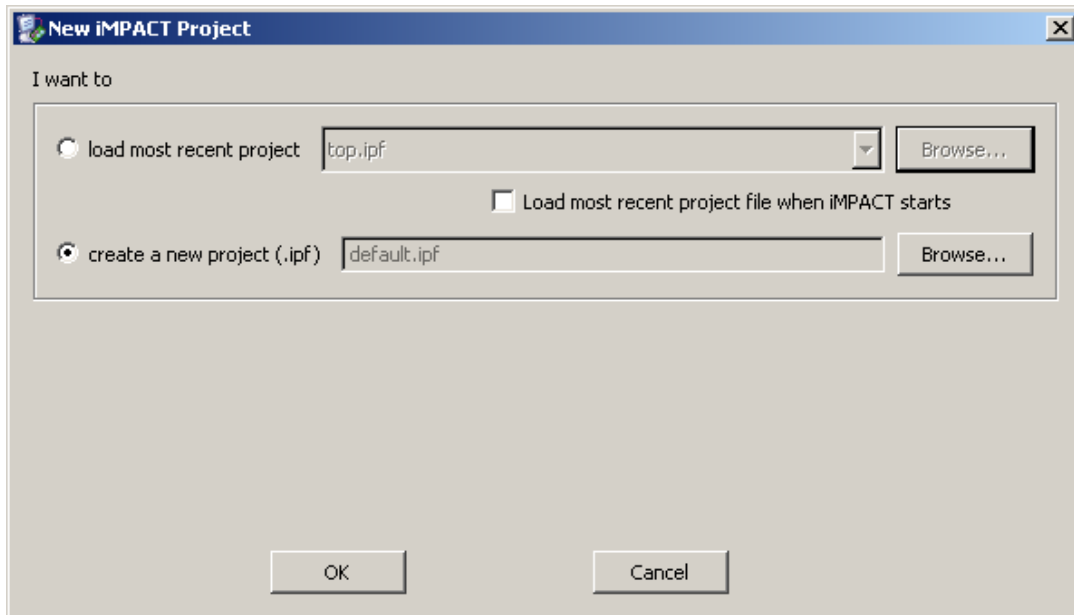 New iMPACT Project
I want to
load most recent project top.ipf Browse...
Load most recent project file when iMPACT starts
create a new project (.ipf) default.ipf Browse...
OK Cancel